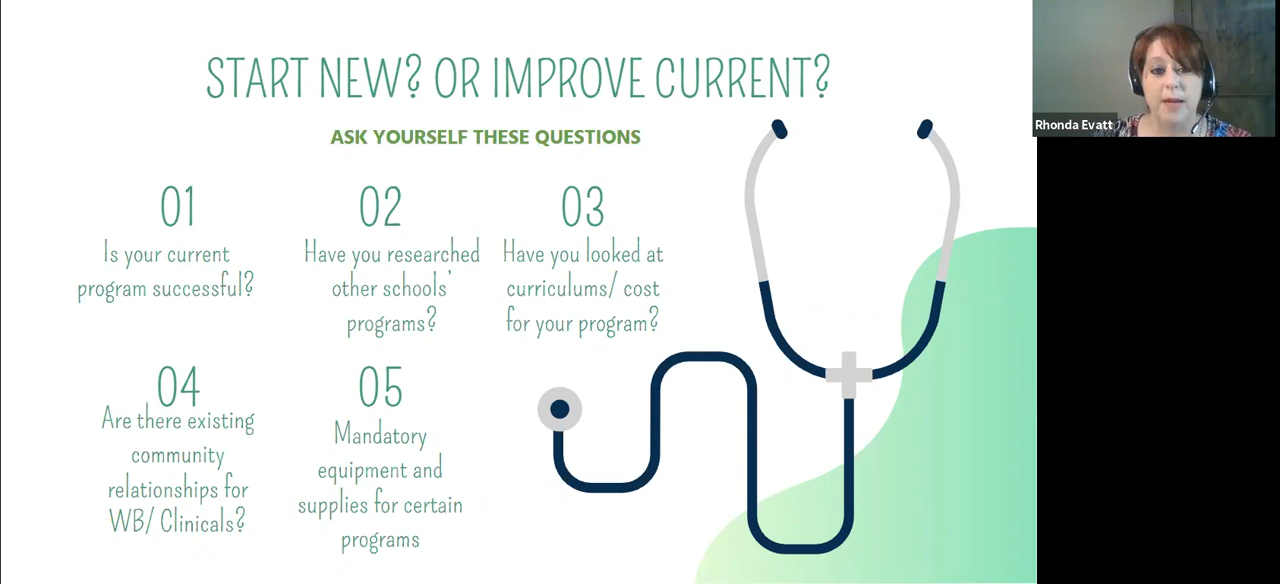 START NEW? OR IMPROVE CURRENT?
ASK YOURSELF THESE QUESTIONS
01
Is your current
program successful?
02
Have you researched
other schools'
programs?
03
Have you looked at
curriculums/ cost
for your program?
04
Are there existing
community
relationships for
WB/ Clinicals?
05
Mandatory
equipment and
supplies for certain
programs
Rhonda Evatt